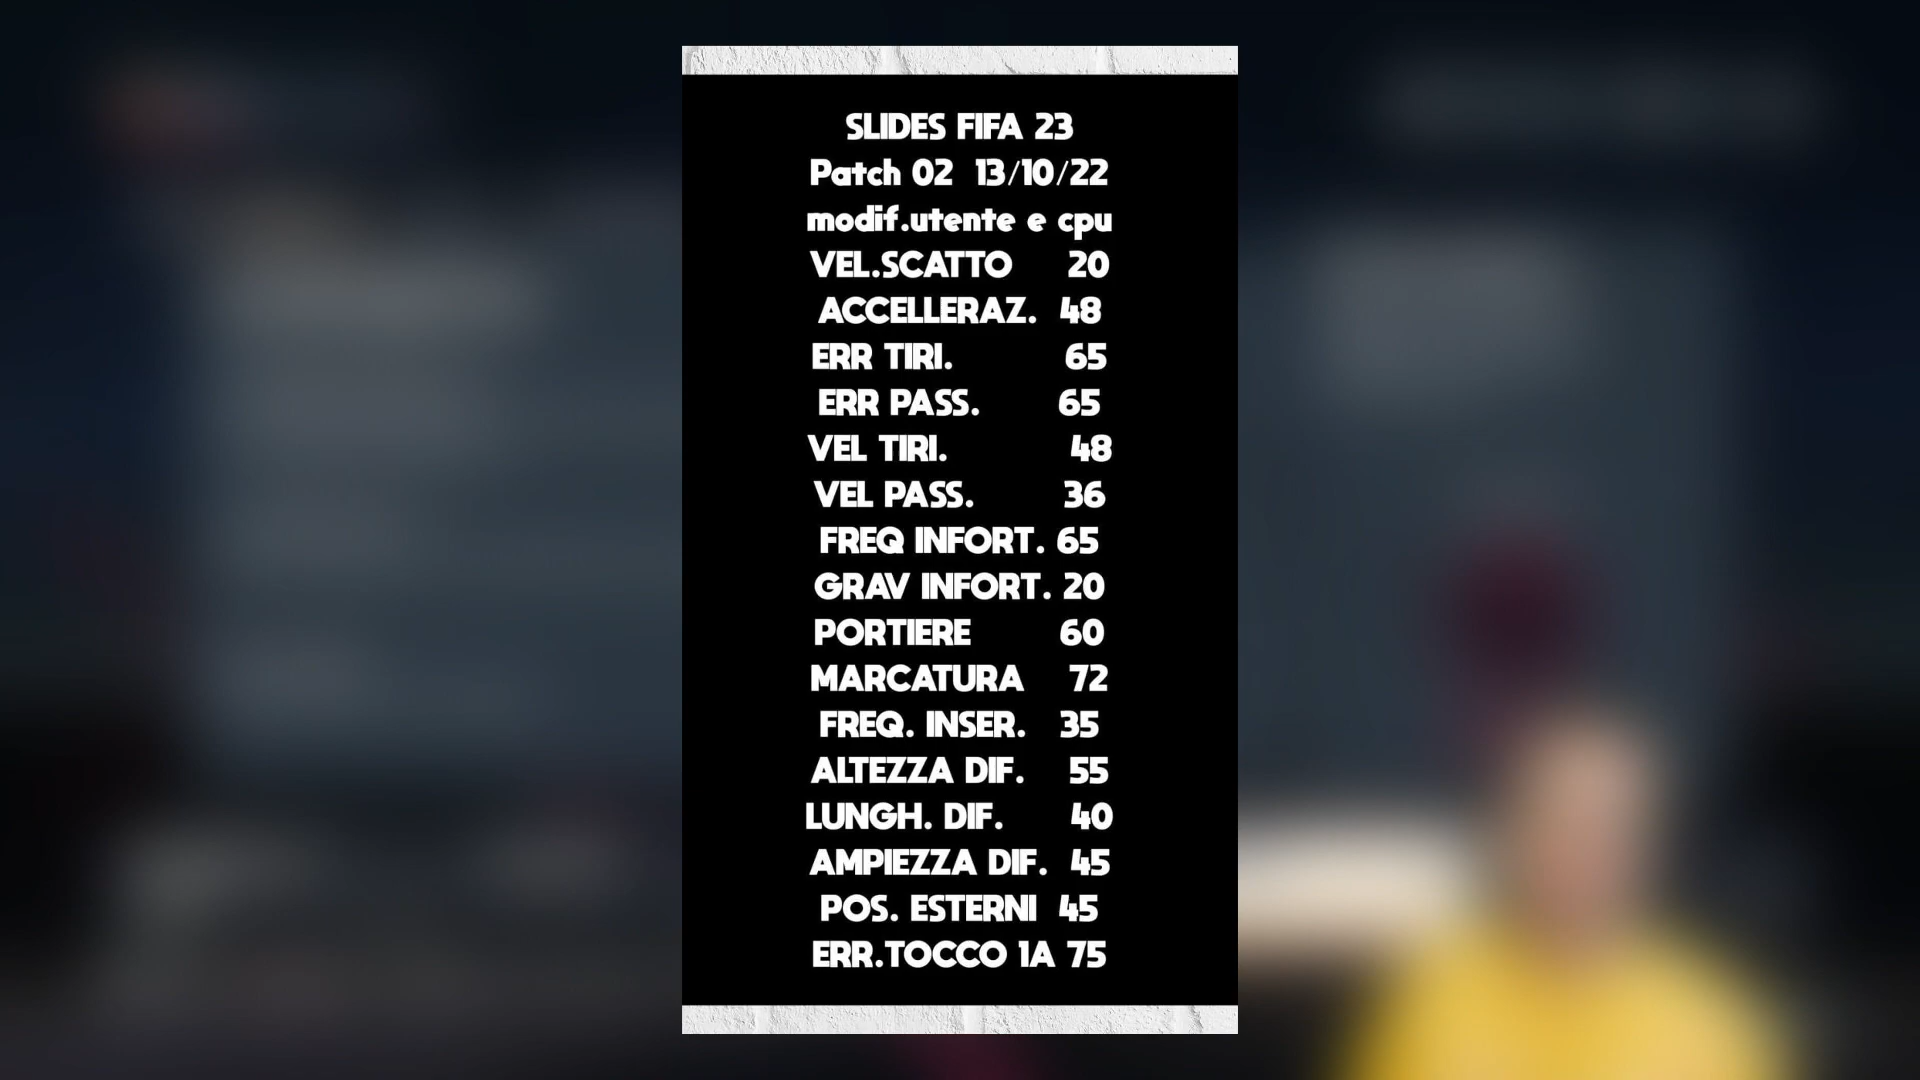 SLIDES FIFA 23
Patch 02 13/10/22
modif.utente e cpu
VEL.SCATTO 20
ACCELLERAZ. 48
ERR TIRI. 65
ERR PASS. 65
VEL TIRI. 48
VEL PASS. 36
FREQ INFORT. 65
GRAV INFORT. 20
PORTIERE 60
MARCATURA 72
FREQ. INSER. 35
ALTEZZA DIF. 55
LUNGH. DIF. 40
AMPIEZZA DIF. 45
POS. ESTERNI 45
ERR.TOCCO 1A 75